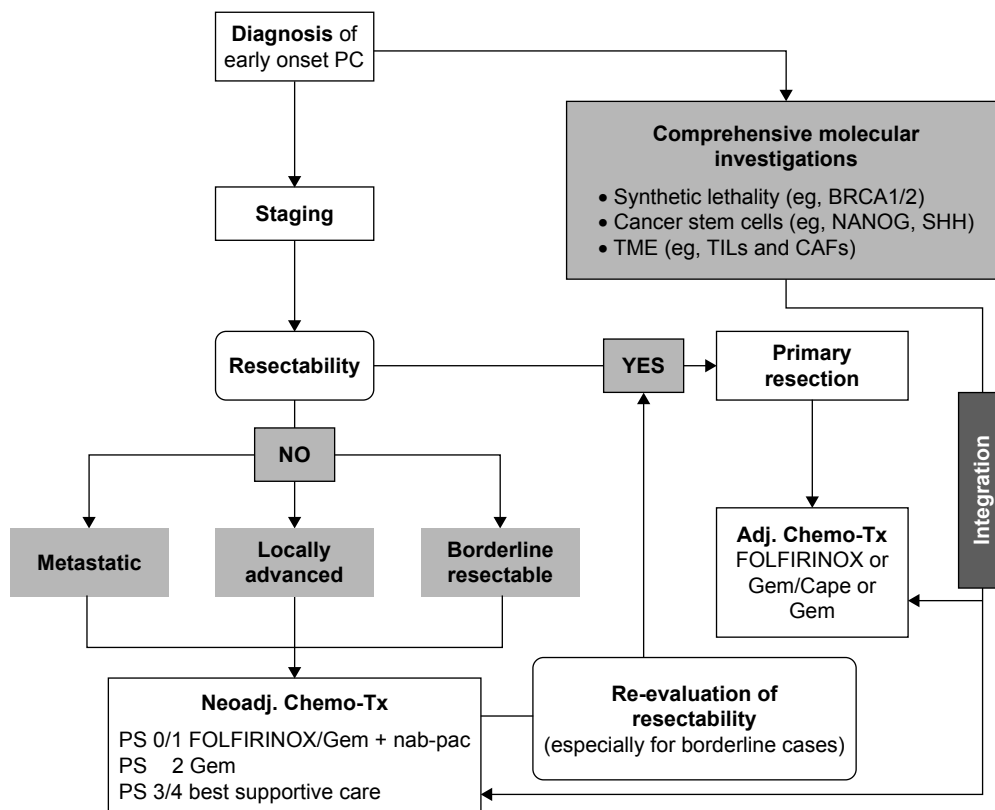 Diagnosis of
early onset PC
Comprehensive molecular
investigations
• Synthetic lethality (eg, BRCA1/2)
• Cancer stem cells (eg, NANOG, SHH)
• TME (eg, TILs and CAFs)
Staging
Resectability
YES
Primary
resection
NO
Integration
Metastatic
Locally
advanced
Borderline
resectable
Adj. Chemo-Tx
FOLFIRINOX or
Gem/Cape or
Gem
Neoadj. Chemo-Tx
PS 0/1 FOLFIRINOX/Gem + nab-pac
PS 2 Gem
PS 3/4 best supportive care
Re-evaluation of
resectability
(especially for borderline cases)